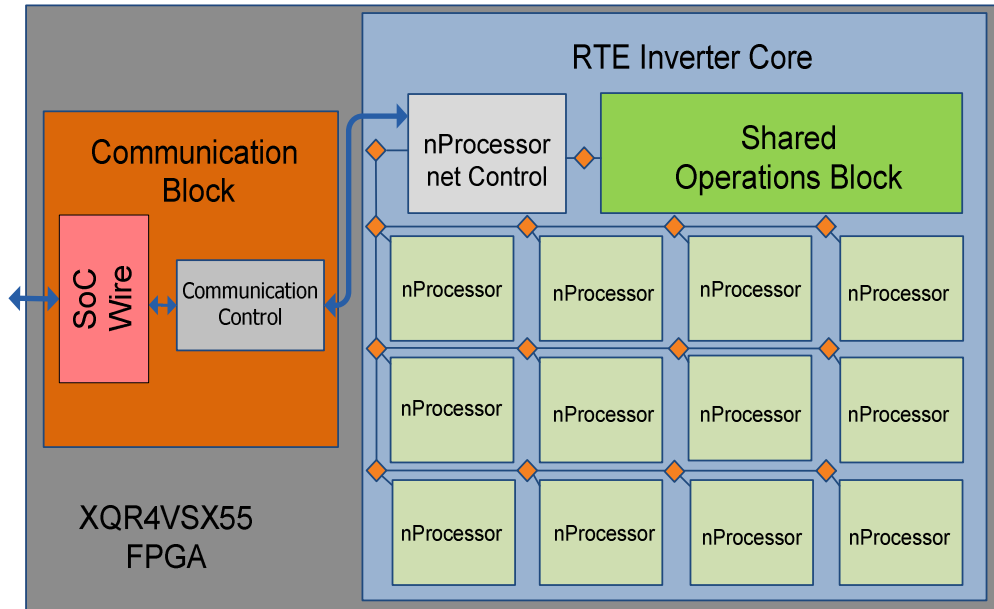 RTE Inverter Core
Communication
Block
SoC
Wire
Communication
Control
nProcessor
net Control
Shared
Operations Block
nProcessor
nProcessor
nProcessor
nProcessor
nProcessor
nProcessor
nProcessor
nProcessor
nProcessor
nProcessor
nProcessor
nProcessor
XQR4VSX55
FPGA